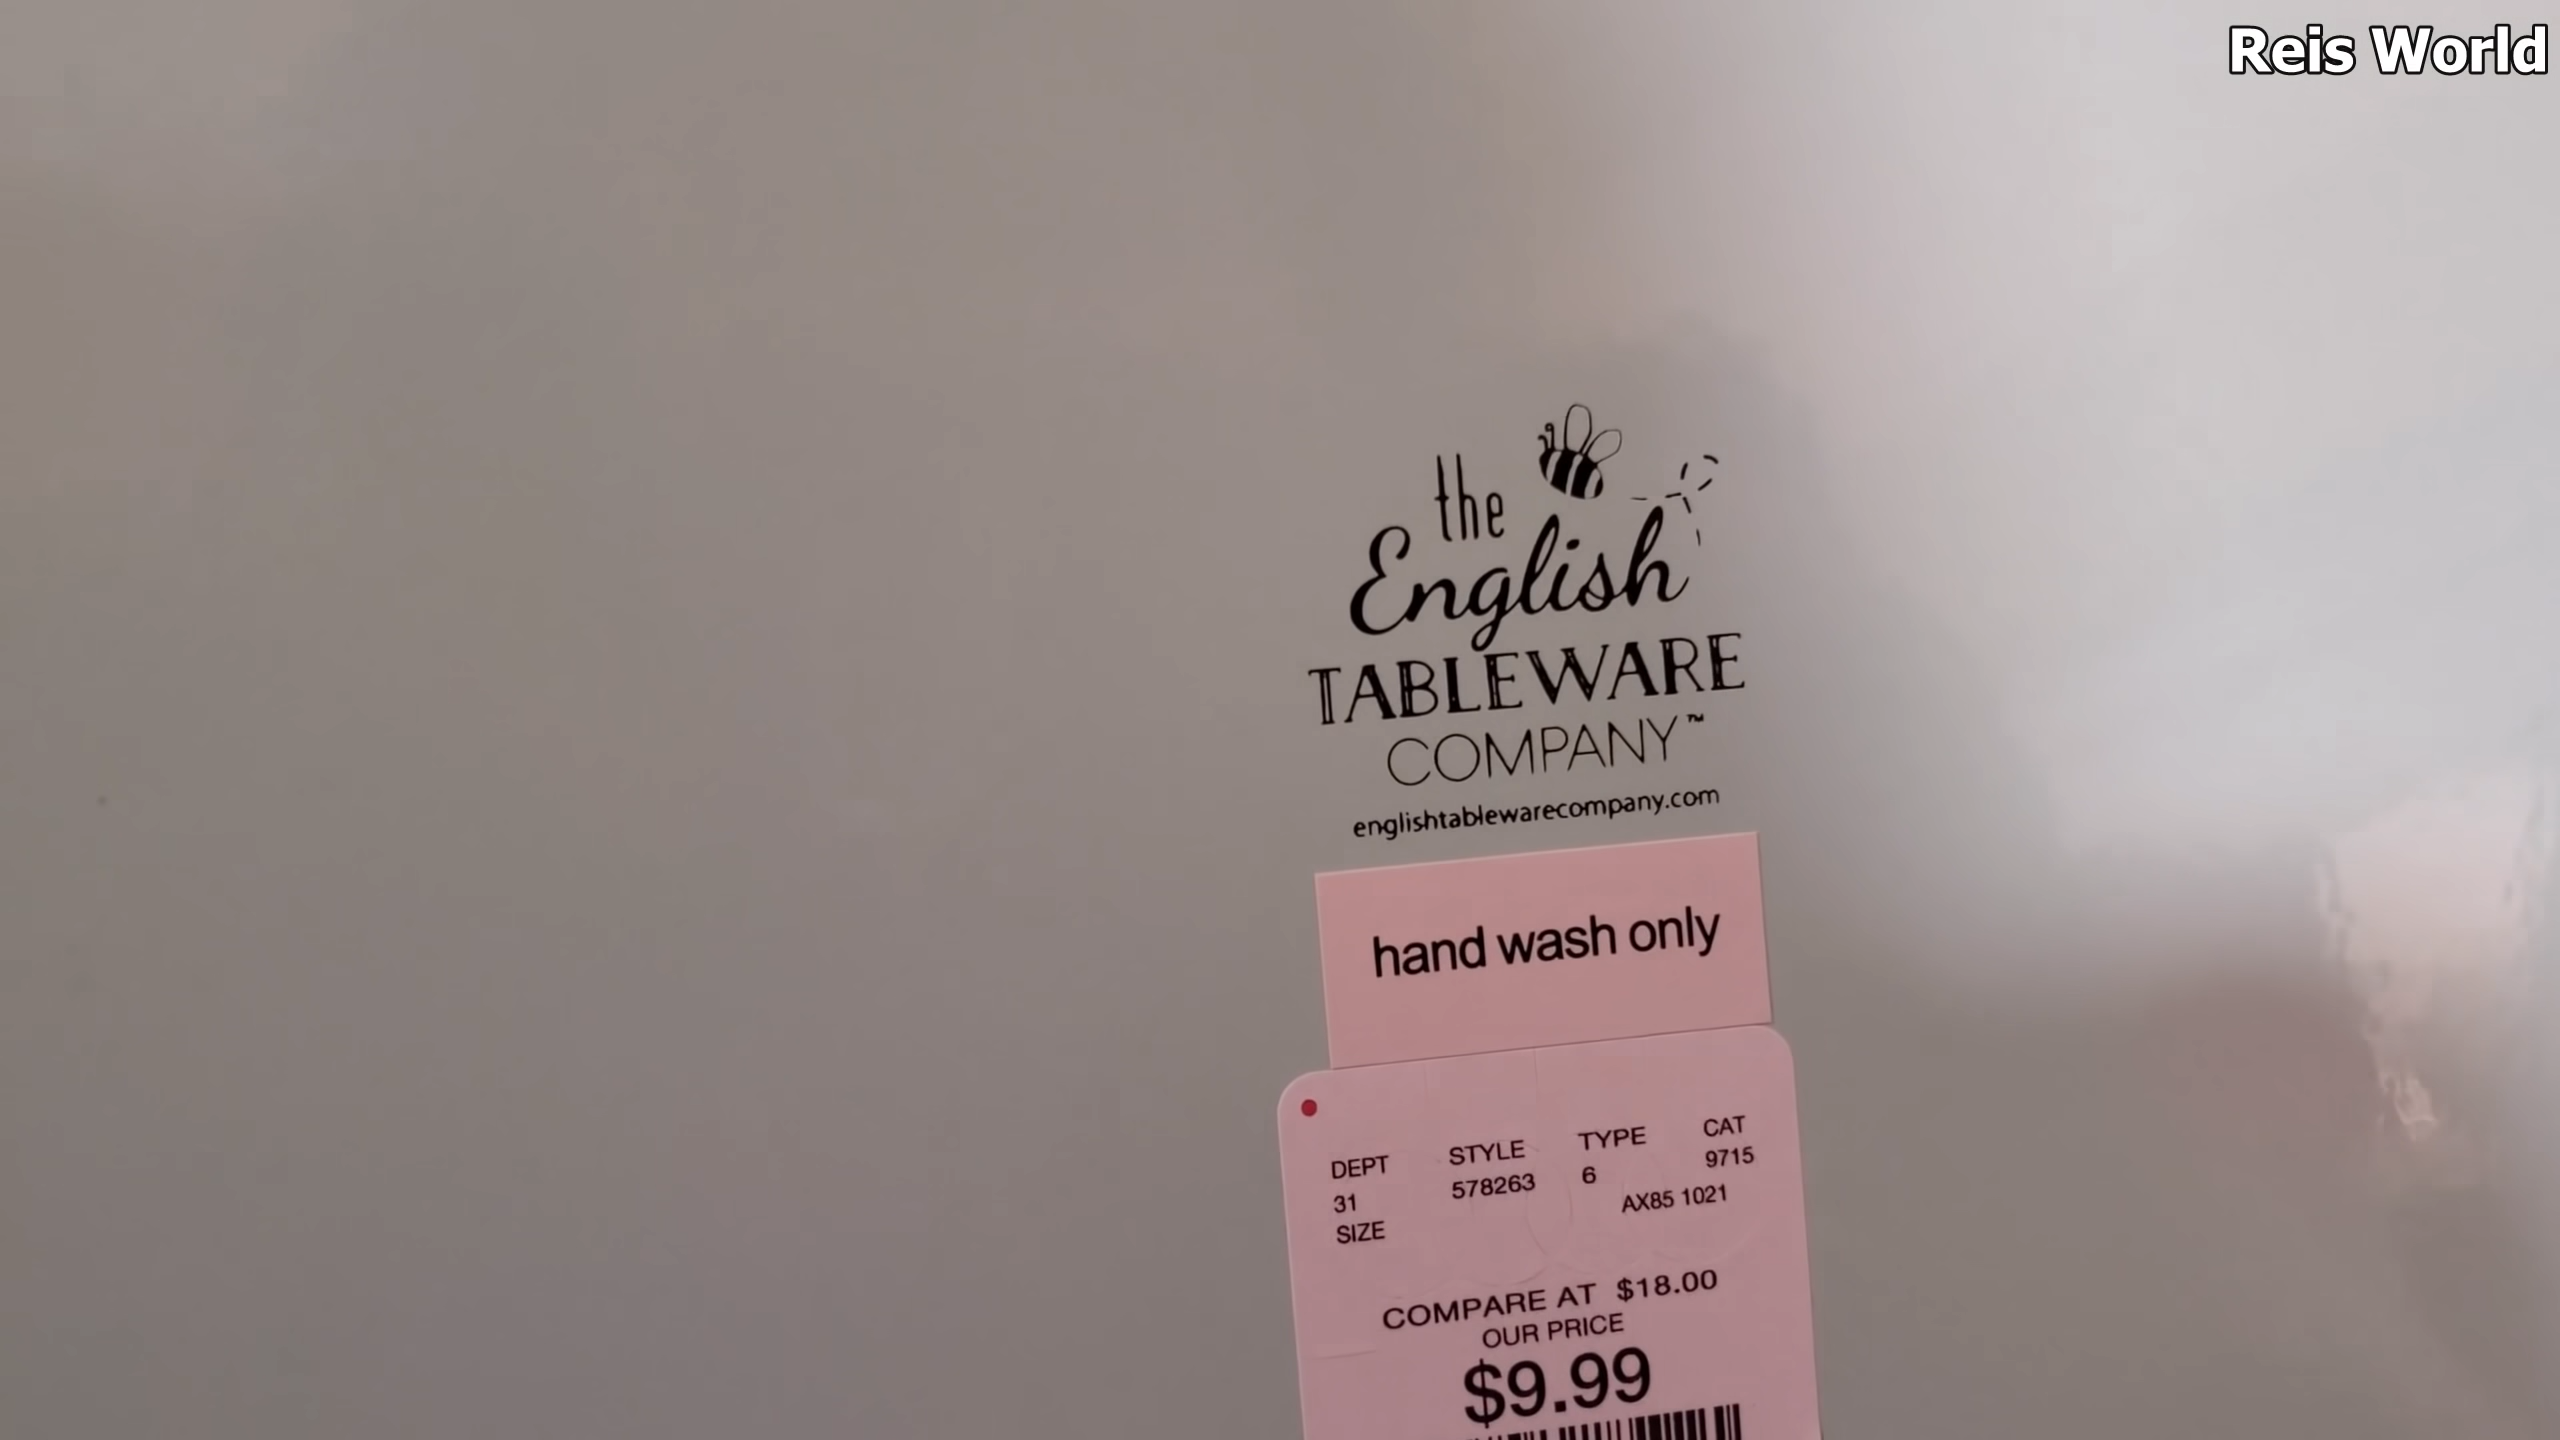 Reis World
the
English
TABLEWARE
COMPANY™
englishtablewarecompany.com
hand wash only
DEPT STYLE TYPE CAT
31 578263 6 9715
SIZE AX85 1021
COMPARE AT $18.00
OUR PRICE
$9.99